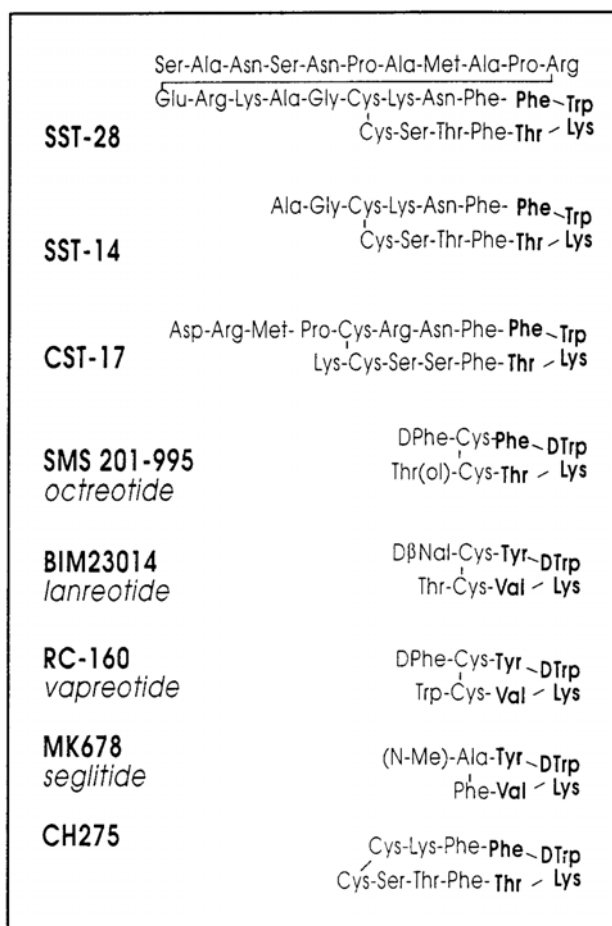 Ser-Ala-Asn-Ser-Asn-Pro-Ala-Met-Ala-Pro-Arg
Glu-Arg-Lys-Ala-Gly-Cys-Lys-Asn-Phe- Phe Trp
SST-28 Cys-Ser-Thr-Phe-Thr Lys
Ala-Gly-Cys-Lys-Asn-Phe- Phe Trp
SST-14 Cys-Ser-Thr-Phe-Thr Lys
Asp-Arg-Met- Pro-Cys-Arg-Asn-Phe- Phe Trp
CST-17 Lys-Cys-Ser-Ser-Phe-Thr Lys
DPhe-Cys-Phe DTrp
SMS 201-995 Thr(ol)-Cys-Thr Lys
octreotide
BIM23014 DβNal-Cys-Tyr DTrp
lanreotide Thr-Cys-Val Lys
RC-160 DPhe-Cys-Tyr DTrp
vapreotide Trp-Cys- Val Lys
MK678 (N-Me)-Ala-Tyr DTrp
seglitide Phe-Val Lys
CH275 Cys-Lys-Phe-Phe DTrp
Cys-Ser-Thr-Phe-Thr Lys